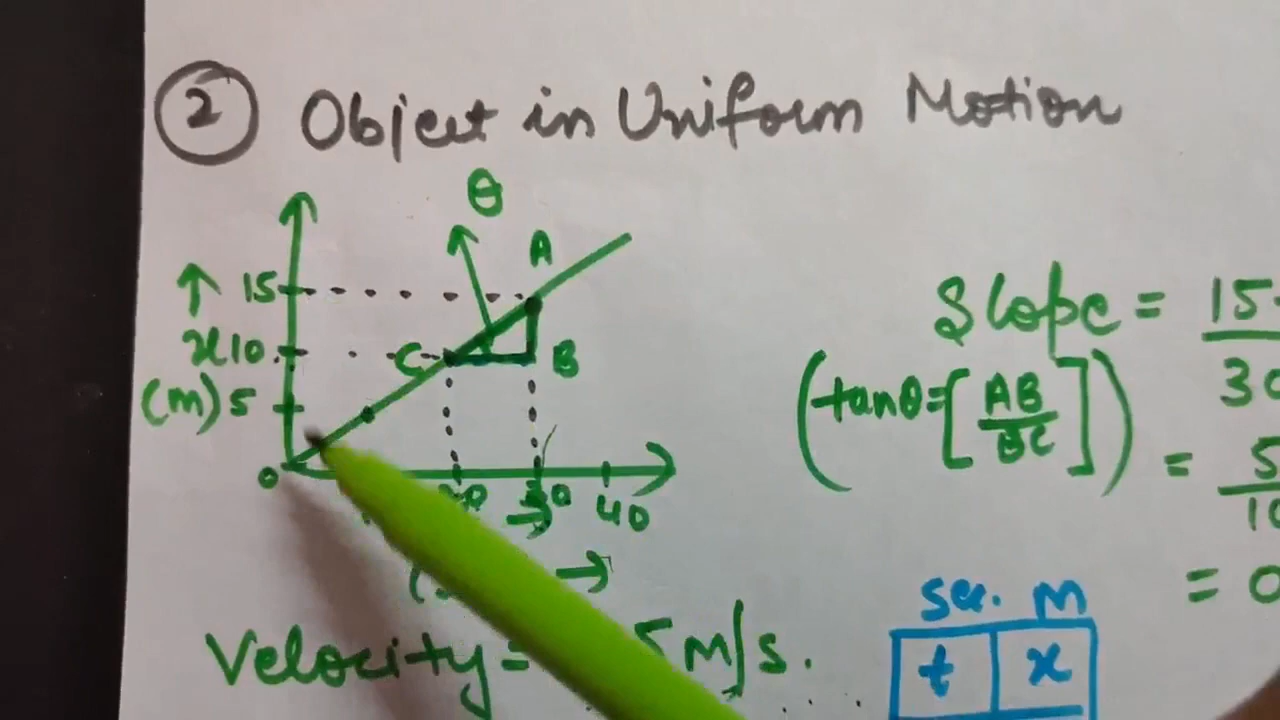 2 Object in Uniform Motion
θ
A
15
Slope = 15-
x 10 C B
30
(m) 5
(tanθ = [AB/BC])
0
= 5/10
30 40
= 0
sec. m
Velocity = 5 m/s.
t x